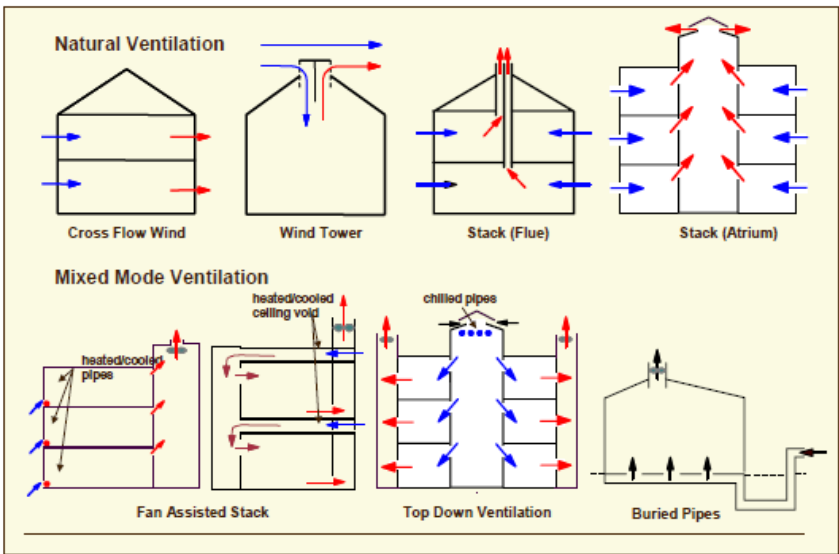 Natural Ventilation
Cross Flow Wind
Wind Tower
Stack (Flue)
Stack (Atrium)
Mixed Mode Ventilation
heated/cooled
pipes
heated/cooled
ceiling void
chilled pipes
Fan Assisted Stack
Top Down Ventilation
Buried Pipes